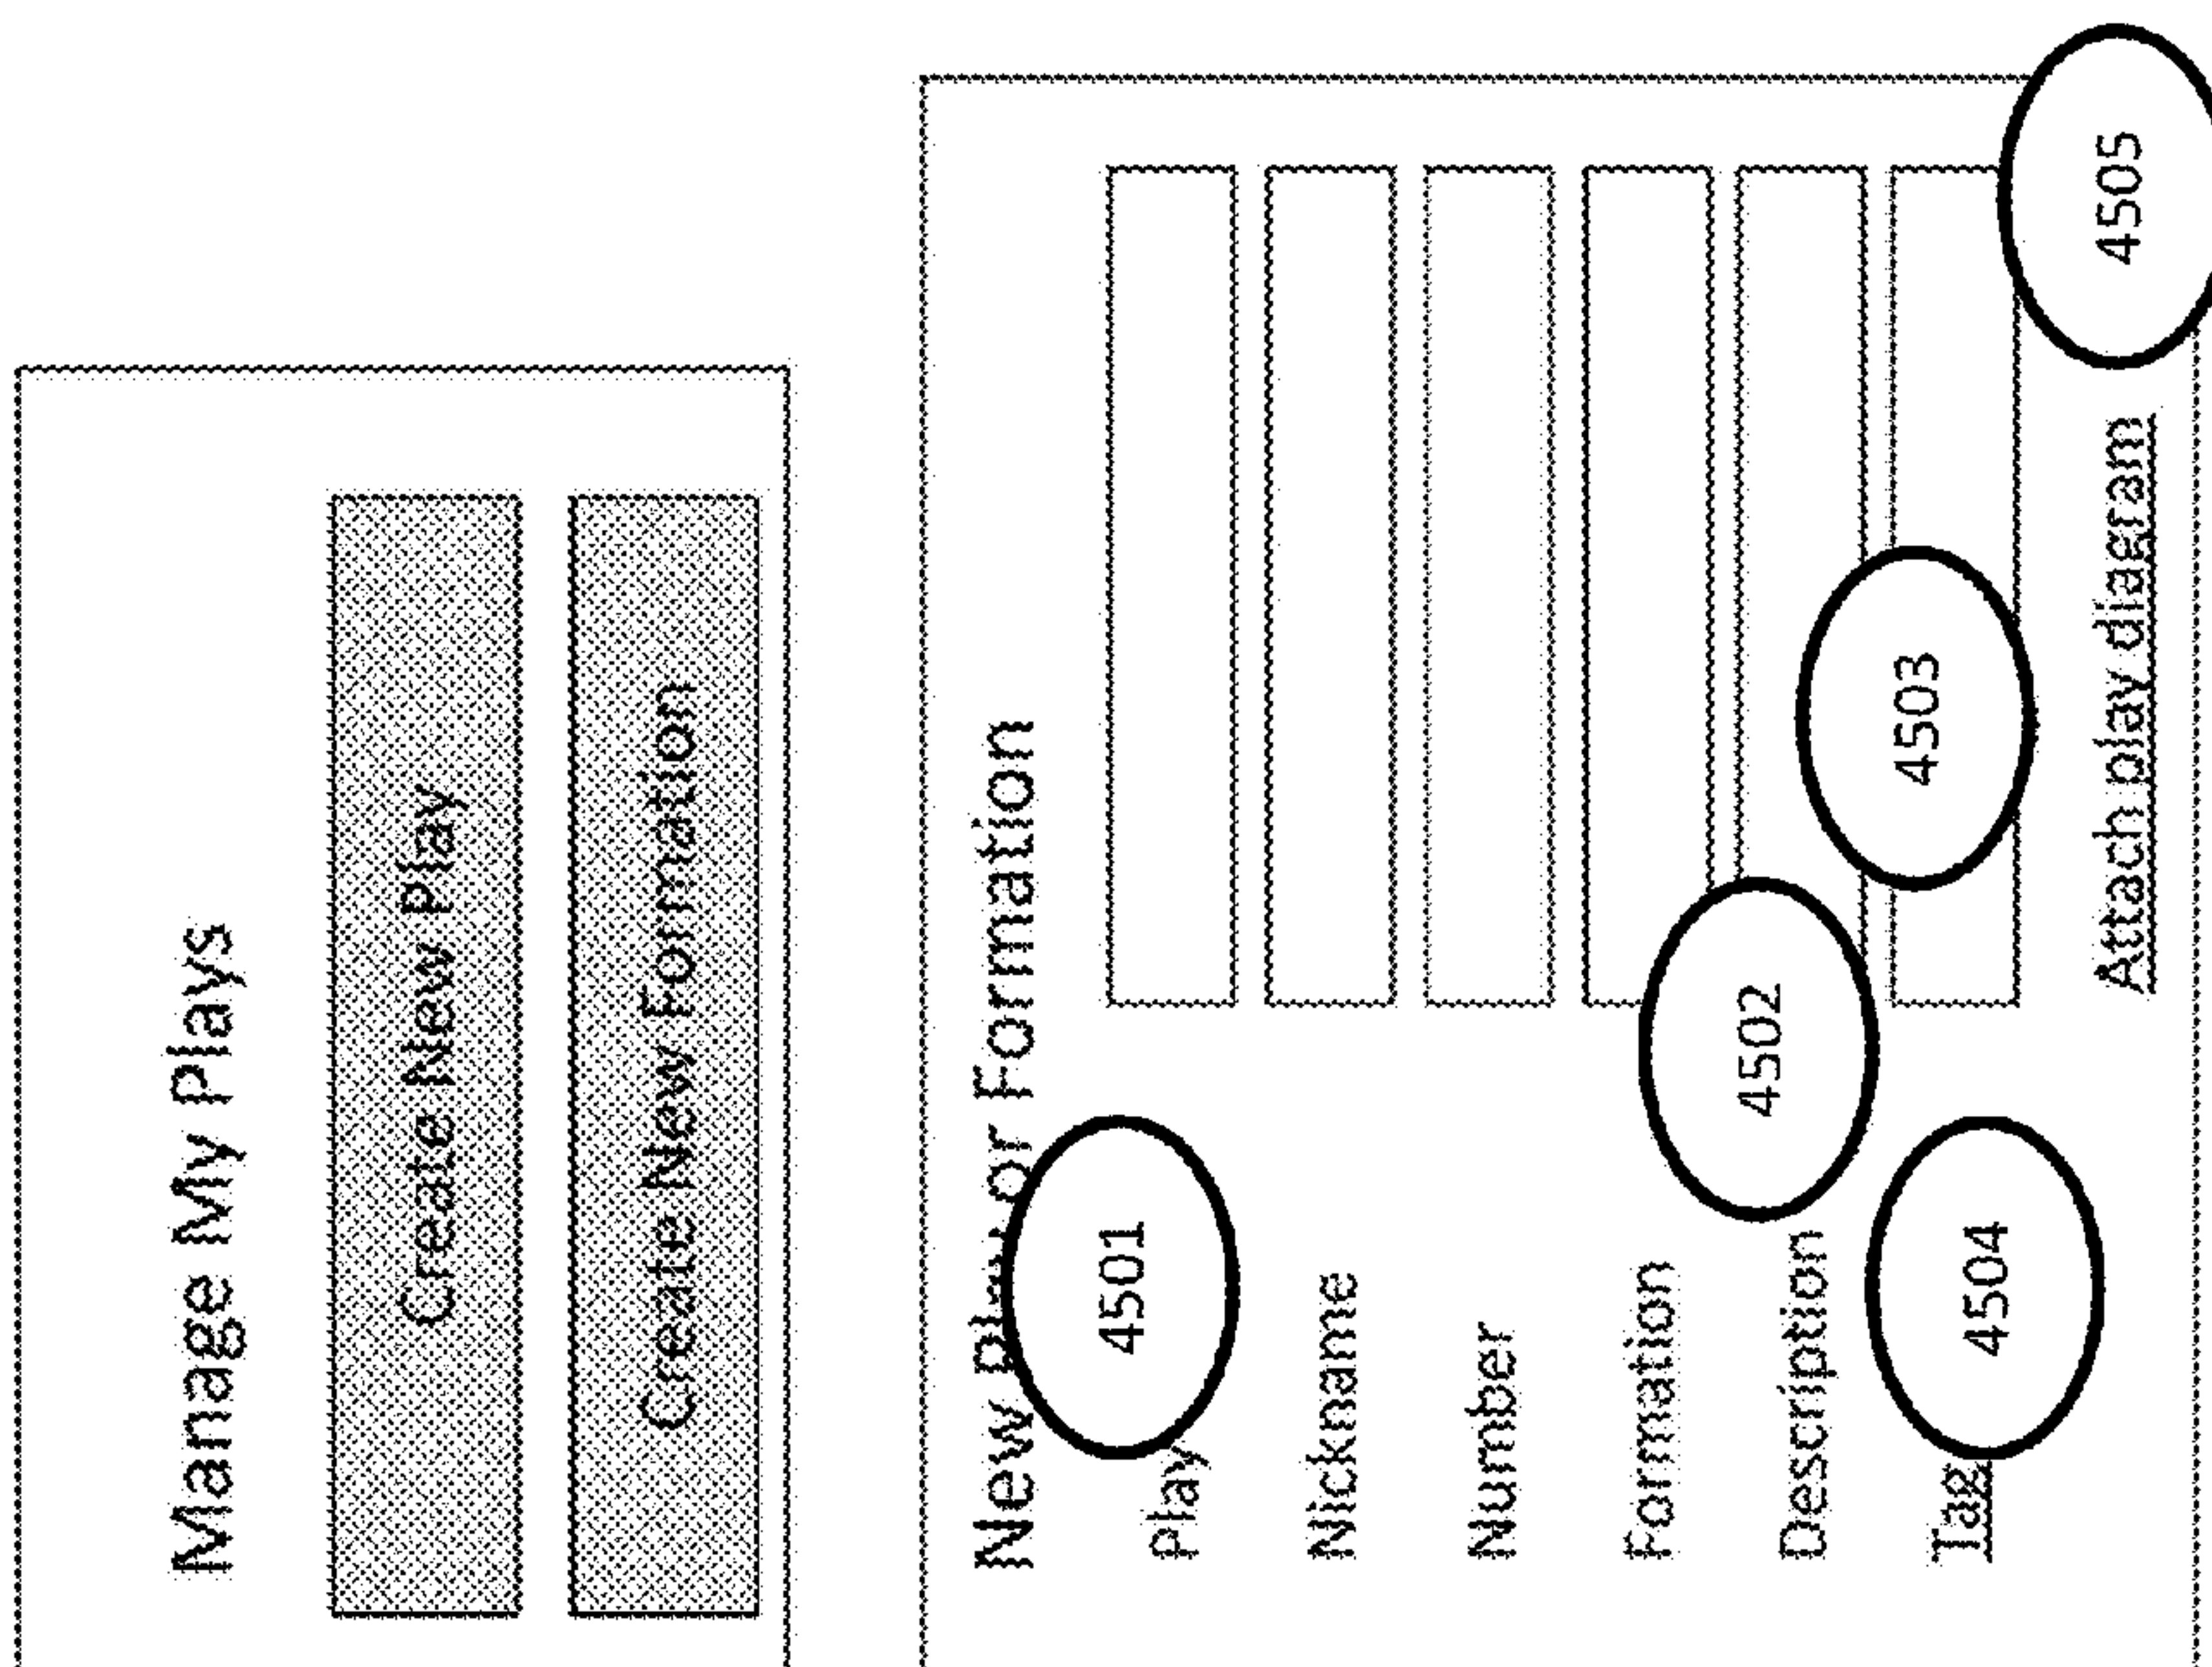 Manage My Plays
Create New Play
Create New Formation
New play or Formation
4501
Play
Nickname
Number
Formation
4502
Description
4503
Tag
4504
Attach play diagram
4505